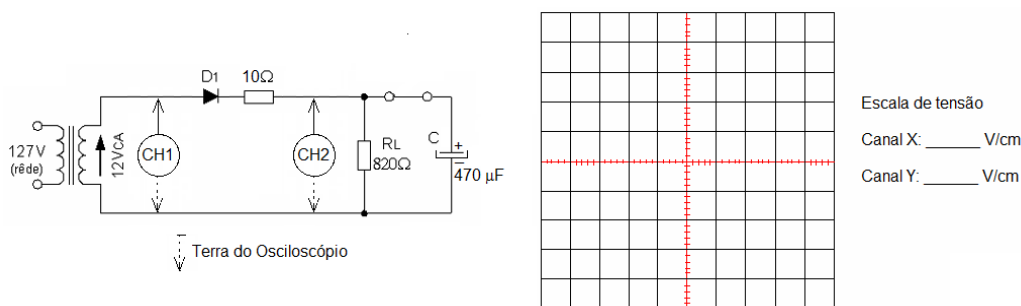 D1
10Ω
127V
(rêde)
12VCA
CH1
CH2
RL
820Ω
C
+
470 µF
Terra do Osciloscópio
Escala de tensão
Canal X: ______ V/cm
Canal Y: ______ V/cm